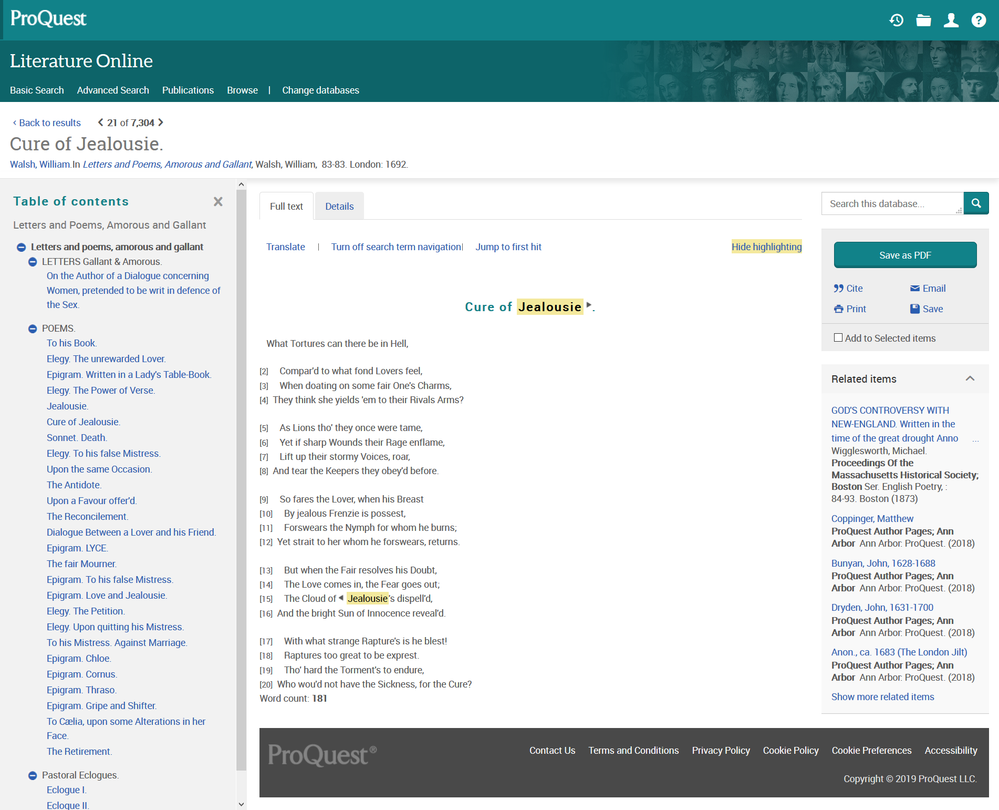 ProQuest
Literature Online
Basic Search Advanced Search Publications Browse | Change databases
‹ Back to results 21 of 7,304
Cure of Jealousie.
Walsh, William.In Letters and Poems, Amorous and Gallant, Walsh, William, 83-83. London: 1692.
Table of contents
Letters and Poems, Amorous and Gallant
Letters and poems, amorous and gallant
LETTERS Gallant & Amorous.
On the Author of a Dialogue concerning
Women, pretended to be writ in defence of
the Sex.
POEMS.
To his Book.
Elegy. The unrewarded Lover.
Epigram. Written in a Lady's Table-Book.
Elegy. The Power of Verse.
Jealousie.
Cure of Jealousie.
Sonnet. Death.
Elegy. To his false Mistress.
Upon the same Occasion.
The Antidote.
Upon a Favour offer'd.
The Reconcilement.
Dialogue Between a Lover and his Friend.
Epigram. LYCE.
The fair Mourner.
Epigram. To his false Mistress.
Epigram. Love and Jealousie.
Elegy. The Petition.
Elegy. Upon quitting his Mistress.
To his Mistress. Against Marriage.
Epigram. Chloe.
Epigram. Cornus.
Epigram. Thraso.
Epigram. Gripe and Shifter.
To Cælia, upon some Alterations in her
Face.
The Retirement.
Pastoral Eclogues.
Eclogue I.
Eclogue II.
Full text Details
Translate | Turn off search term navigation| Jump to first hit Hide highlighting
Cure of Jealousie.
What Tortures can there be in Hell,
[2] Compar'd to what fond Lovers feel,
[3] When doating on some fair One's Charms,
[4] They think she yields 'em to their Rivals Arms?
[5] As Lions tho' they once were tame,
[6] Yet if sharp Wounds their Rage enflame,
[7] Lift up their stormy Voices, roar,
[8] And tear the Keepers they obey'd before.
[9] So fares the Lover, when his Breast
[10] By jealous Frenzie is possest,
[11] Forswears the Nymph for whom he burns;
[12] Yet strait to her whom he forswears, returns.
[13] But when the Fair resolves his Doubt,
[14] The Love comes in, the Fear goes out;
[15] The Cloud of Jealousie's dispell'd,
[16] And the bright Sun of Innocence reveal'd.
[17] With what strange Rapture's is he blest!
[18] Raptures too great to be exprest.
[19] Tho' hard the Torment's to endure,
[20] Who wou'd not have the Sickness, for the Cure?
Word count: 181
Search this database...
Save as PDF
Cite Email
Print Save
Add to Selected items
Related items
GOD'S CONTROVERSY WITH
NEW-ENGLAND. Written in the
time of the great drought Anno ...
Wigglesworth, Michael.
Proceedings Of the
Massachusetts Historical Society;
Boston Ser. English Poetry, :
84-93. Boston (1873)
Coppinger, Matthew
ProQuest Author Pages; Ann
Arbor Ann Arbor: ProQuest. (2018)
Bunyan, John, 1628-1688
ProQuest Author Pages; Ann
Arbor Ann Arbor: ProQuest. (2018)
Dryden, John, 1631-1700
ProQuest Author Pages; Ann
Arbor Ann Arbor: ProQuest. (2018)
Anon., ca. 1683 (The London Jilt)
ProQuest Author Pages; Ann
Arbor Ann Arbor: ProQuest. (2018)
Show more related items
ProQuest®
Contact Us Terms and Conditions Privacy Policy Cookie Policy Cookie Preferences Accessibility
Copyright © 2019 ProQuest LLC.